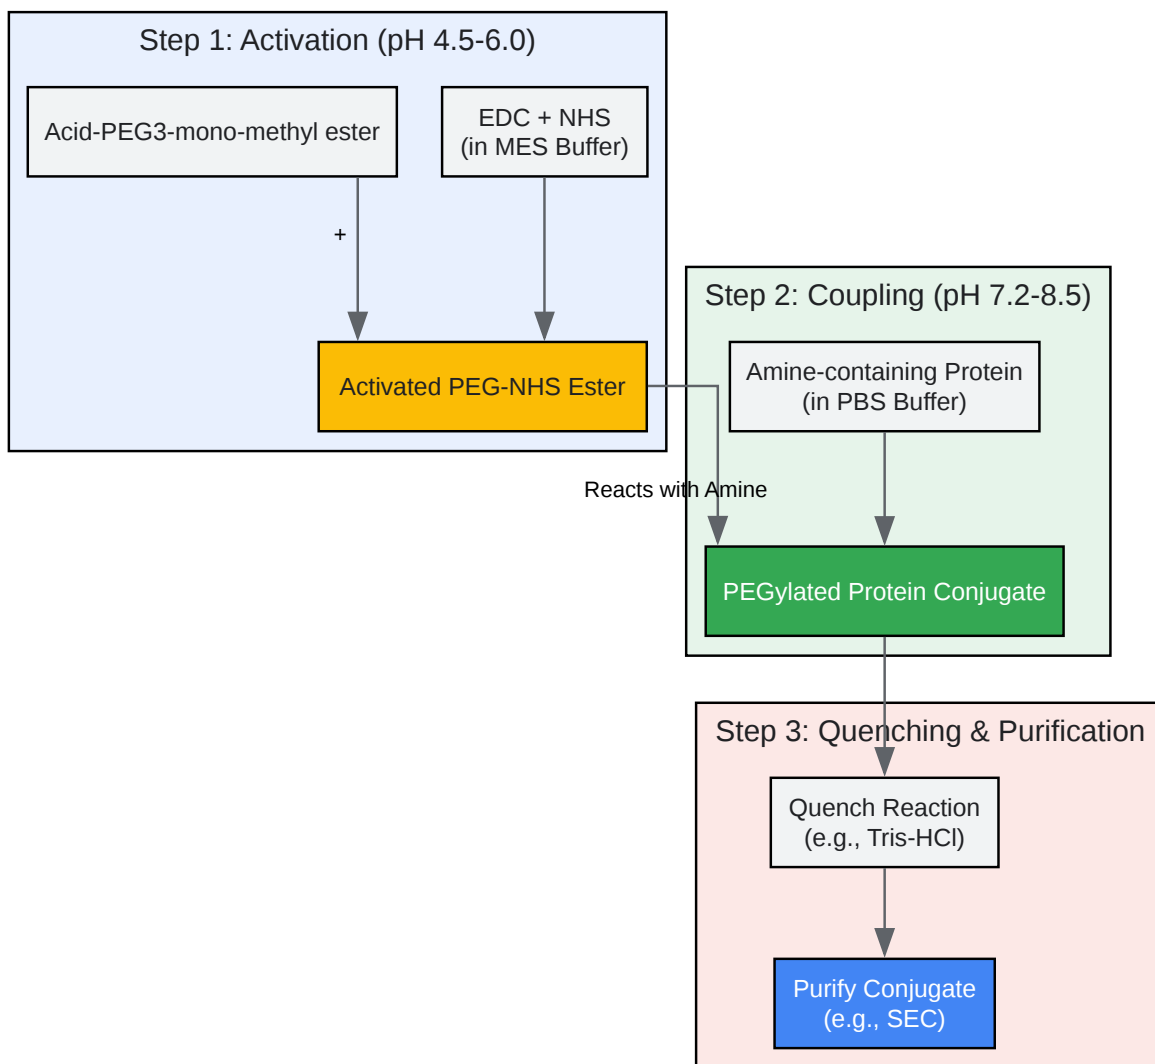 Step 1: Activation (pH 4.5-6.0)
Acid-PEG3-mono-methyl ester
EDC + NHS
(in MES Buffer)
+
Activated PEG-NHS Ester
Step 2: Coupling (pH 7.2-8.5)
Amine-containing Protein
(in PBS Buffer)
Reacts with Amine
PEGylated Protein Conjugate
Step 3: Quenching & Purification
Quench Reaction
(e.g., Tris-HCl)
Purify Conjugate
(e.g., SEC)